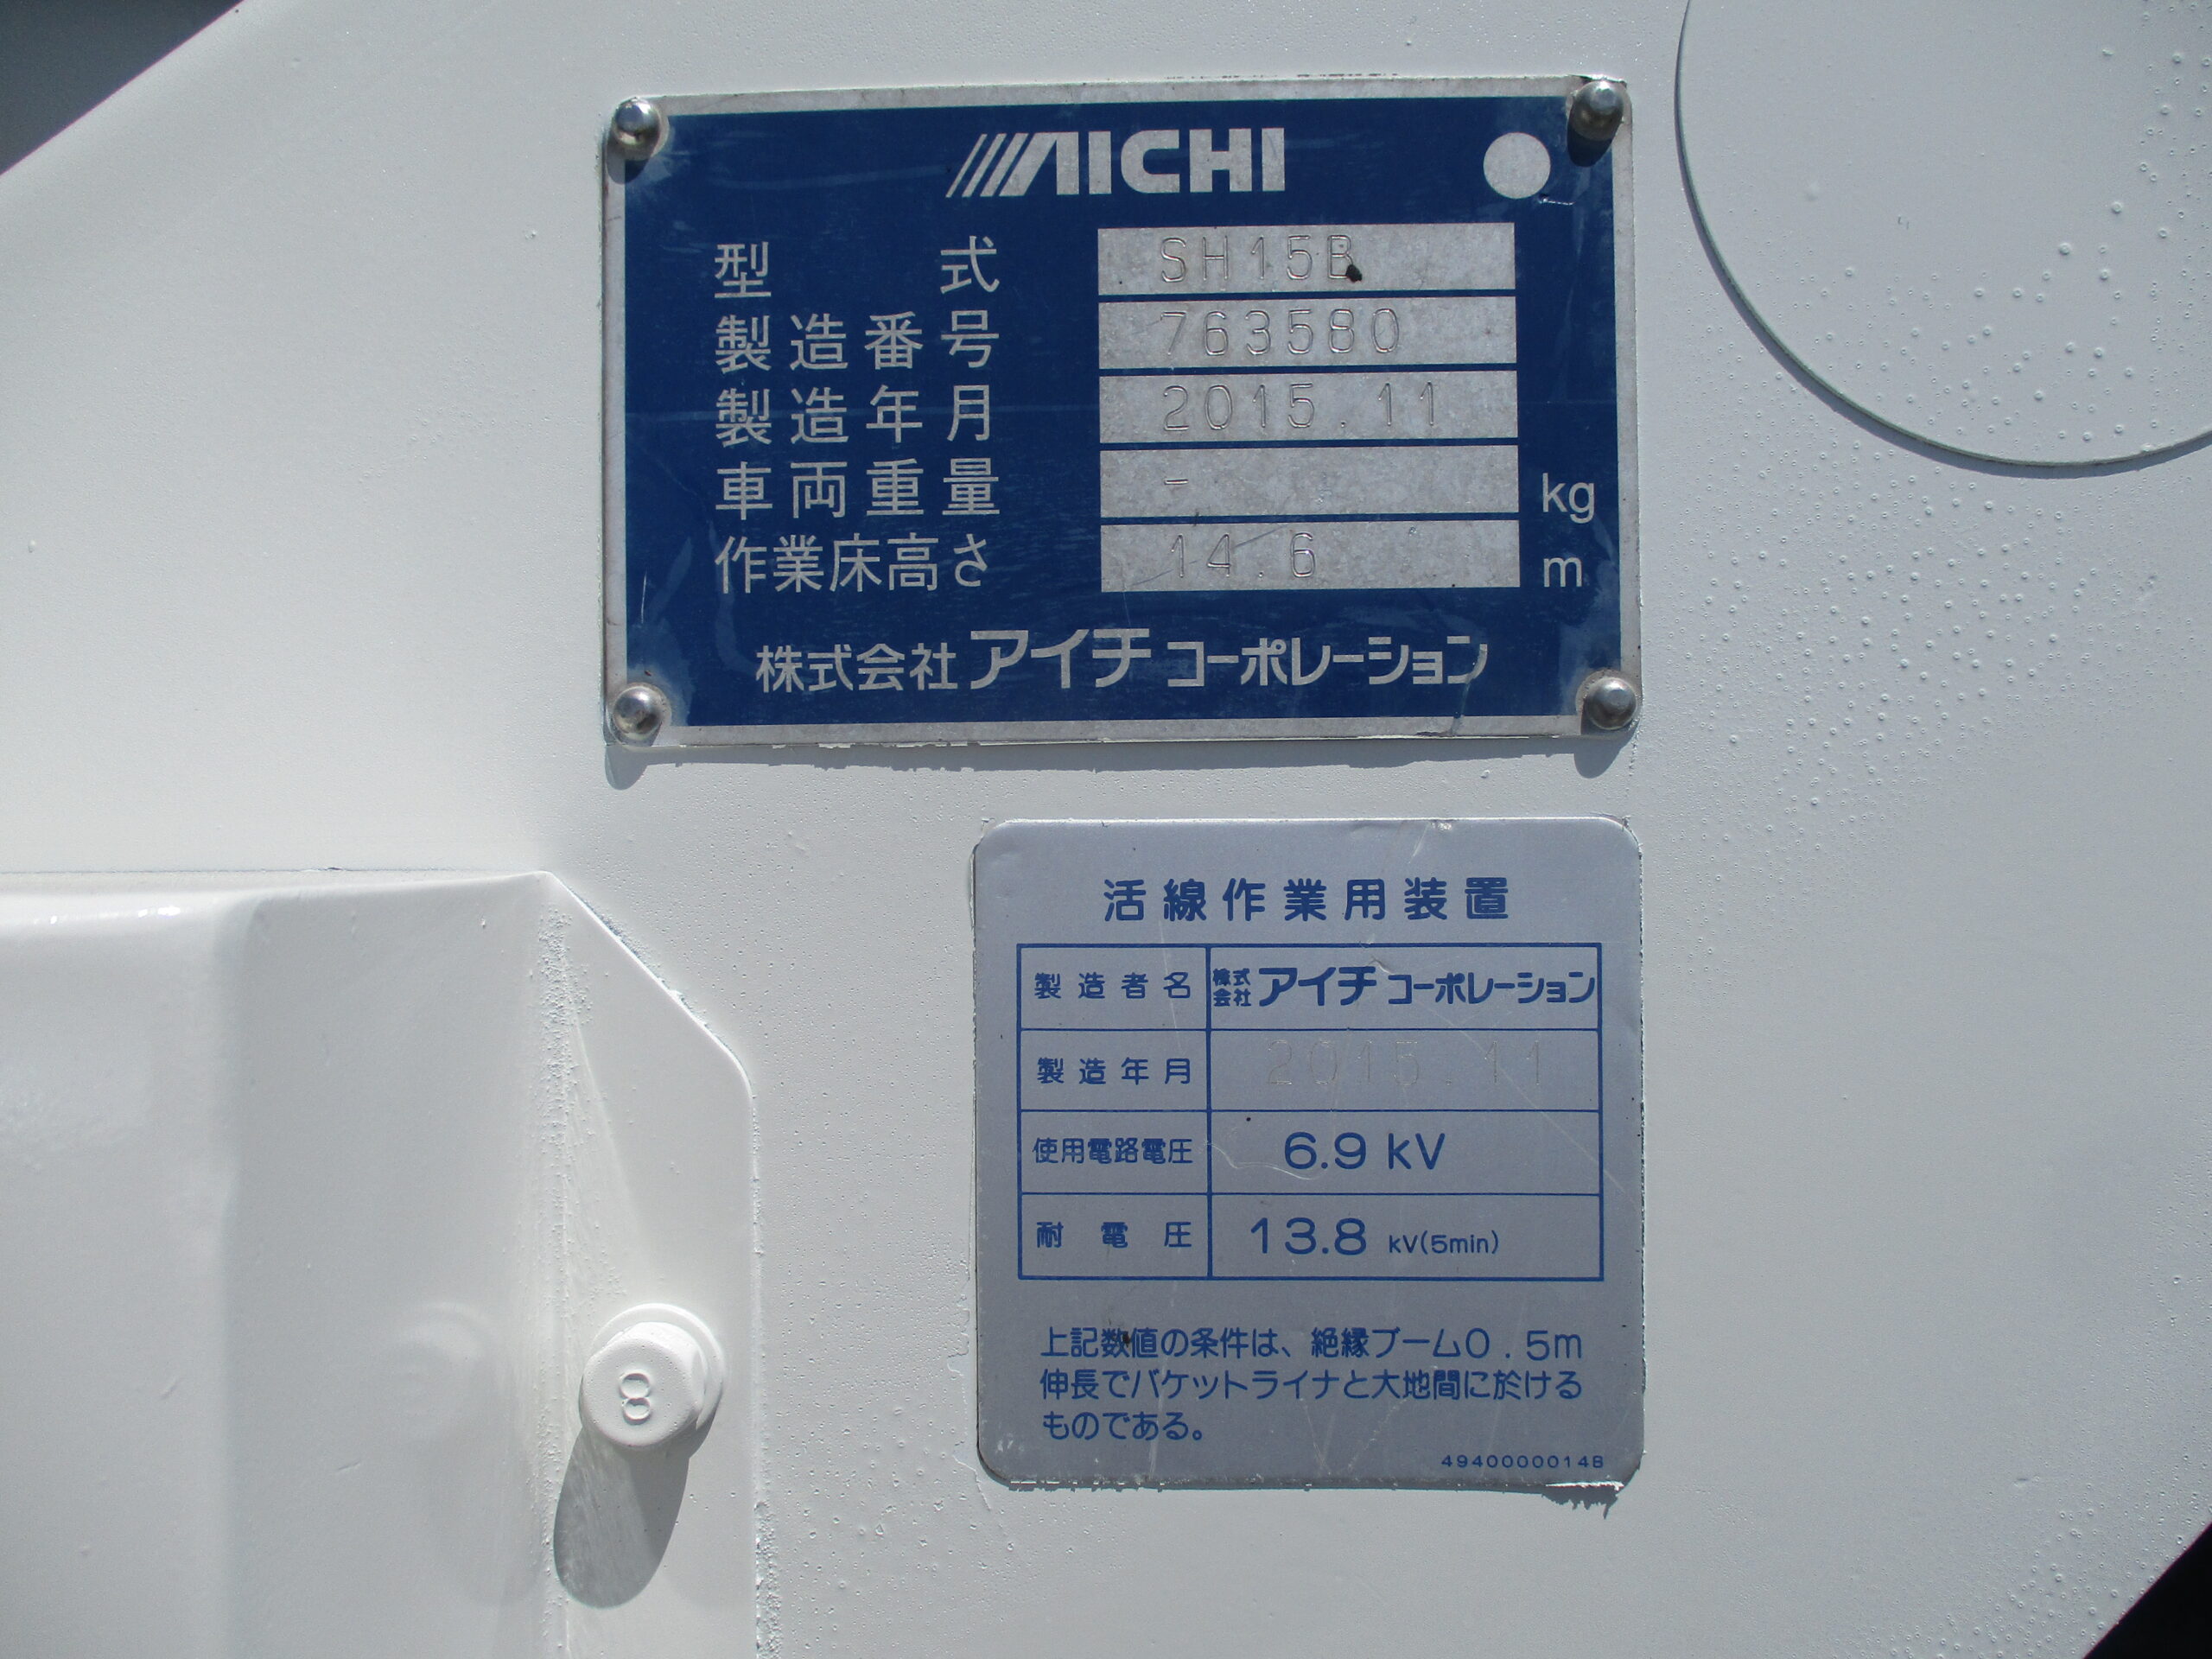 AICHI
型式 SH15B
製造番号 763580
製造年月 2015.11
車両重量 - kg
作業床高さ 14.6 m
株式会社アイチコーポレーション
活線作業用装置
製造者名 株式会社アイチコーポレーション
製造年月 2015.11
使用電路電圧 6.9 kV
耐電圧 13.8 kV(5min)
上記数値の条件は、絶縁ブーム0.5m
伸長でバケットライナと大地間に於ける
ものである。
4940000014B
8